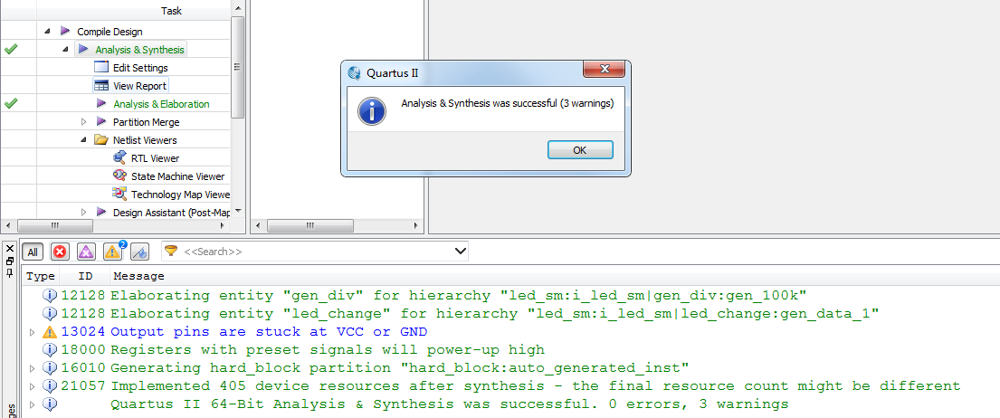 Task
Compile Design
Analysis & Synthesis
Edit Settings
View Report
Analysis & Elaboration
Partition Merge
Netlist Viewers
RTL Viewer
State Machine Viewer
Technology Map Viewe
Design Assistant (Post-Map
Quartus II
Analysis & Synthesis was successful (3 warnings)
OK
All
2
<<Search>>
Type ID Message
12128 Elaborating entity "gen_div" for hierarchy "led_sm:i_led_sm|gen_div:gen_100k"
12128 Elaborating entity "led_change" for hierarchy "led_sm:i_led_sm|led_change:gen_data_1"
13024 Output pins are stuck at VCC or GND
18000 Registers with preset signals will power-up high
16010 Generating hard_block partition "hard_block:auto_generated_inst"
21057 Implemented 405 device resources after synthesis - the final resource count might be different
Quartus II 64-Bit Analysis & Synthesis was successful. 0 errors, 3 warnings
ges